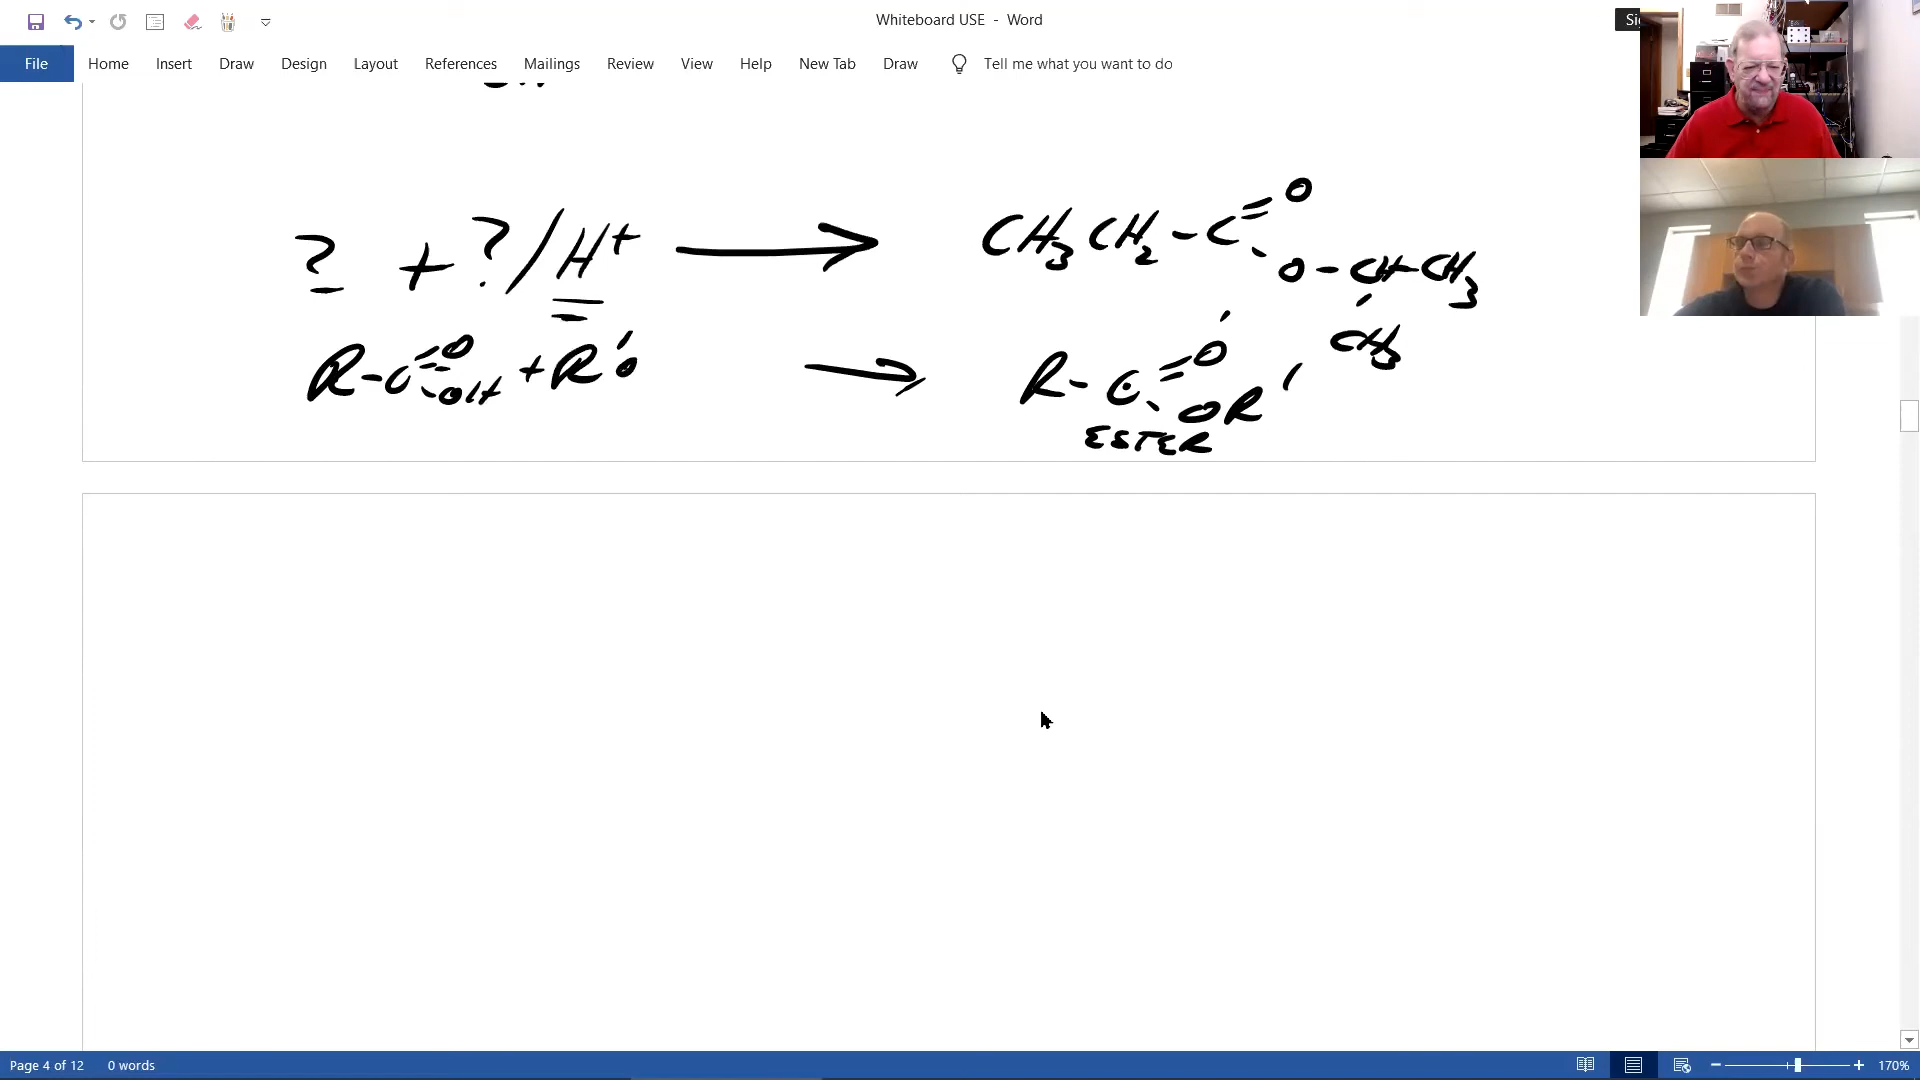 Whiteboard USE - Word
Si
File Home Insert Draw Design Layout References Mailings Review View Help New Tab Draw Tell me what you want to do
? + ? / H+ → CH3CH2-C=O
O-CH-CH3
CH3
R-C=O + R'O → R-C=O
OH OR'
ESTER
Page 4 of 12 0 words 170%